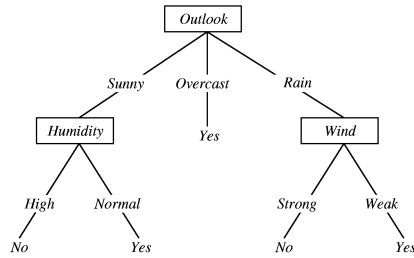 Outlook
Sunny Overcast Rain
Humidity Yes Wind
High Normal Strong Weak
No Yes No Yes